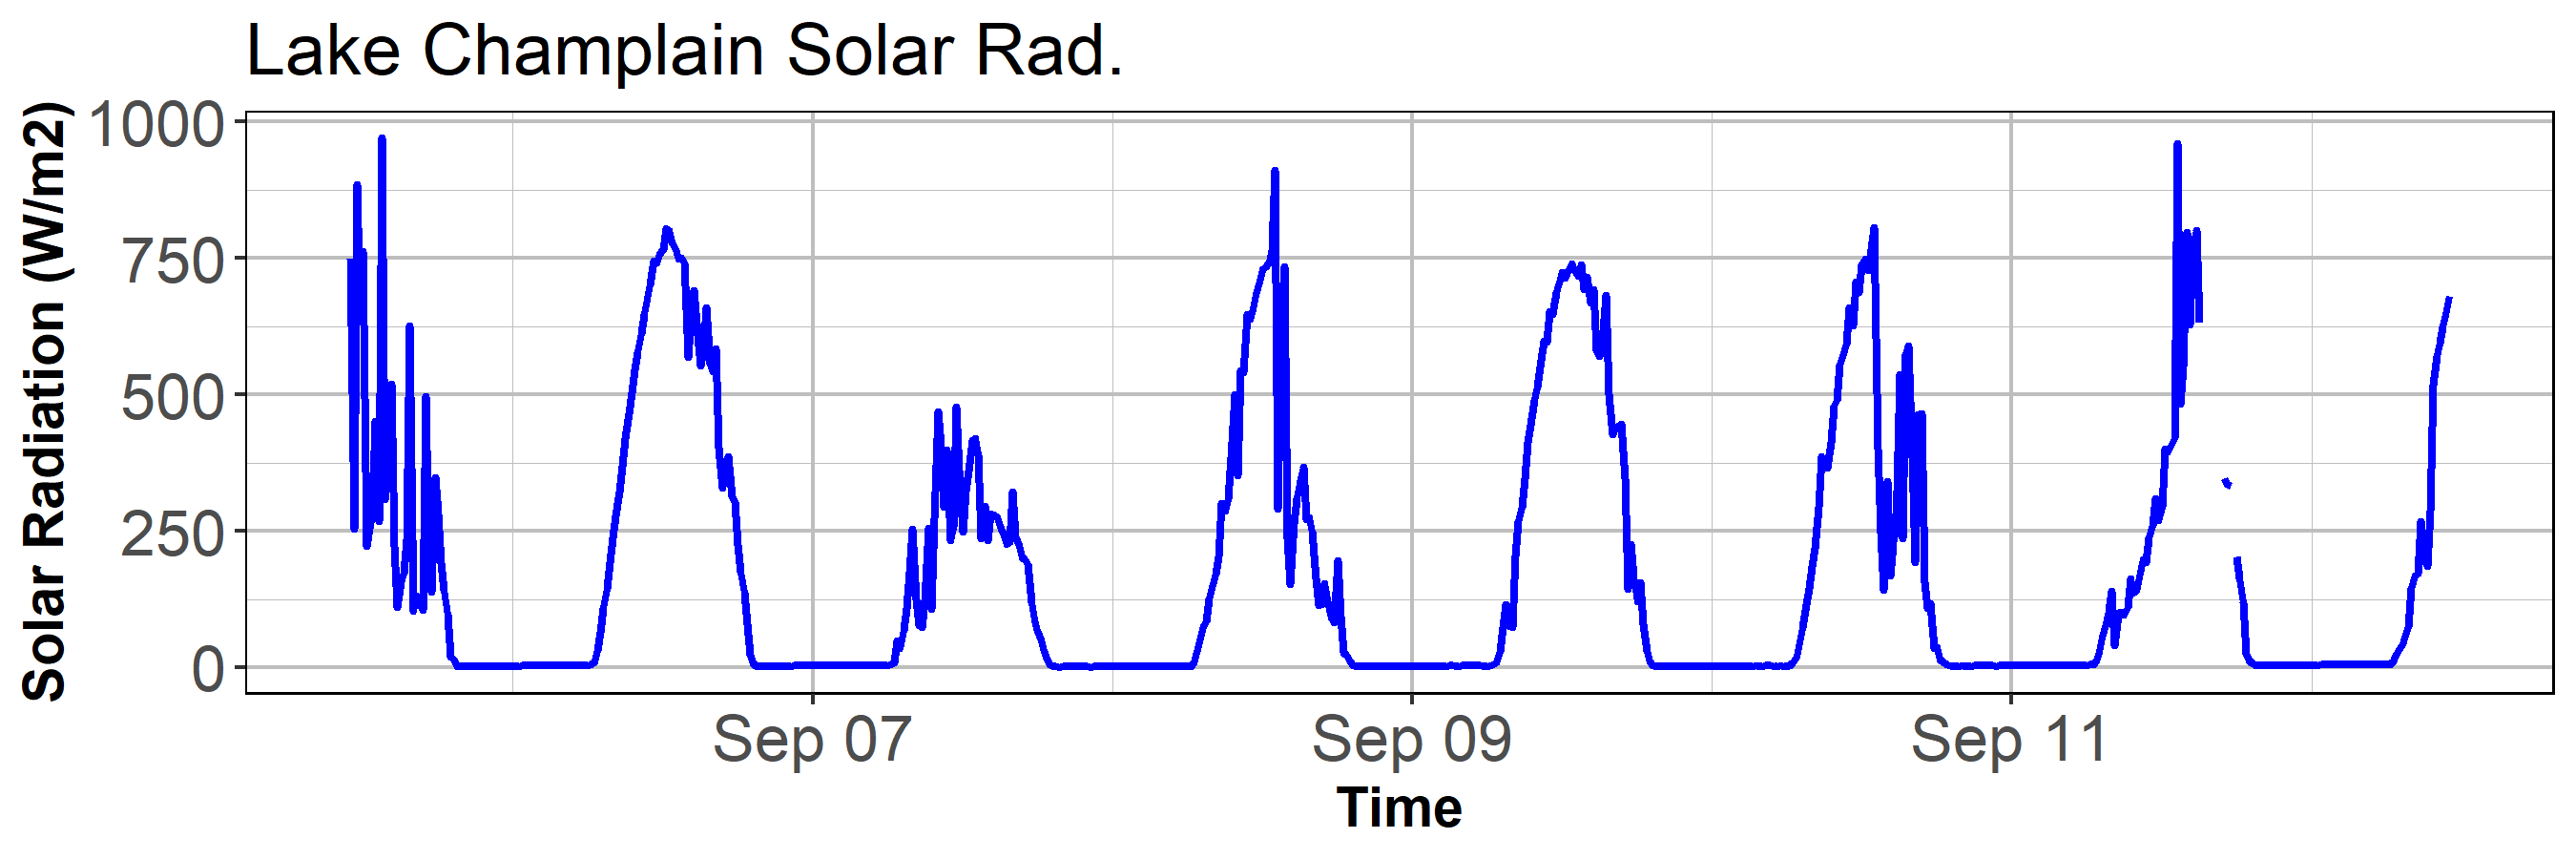 Lake Champlain Solar Rad.
Solar Radiation (W/m2)
1000
750
500
250
0
Sep 07
Sep 09
Sep 11
Time